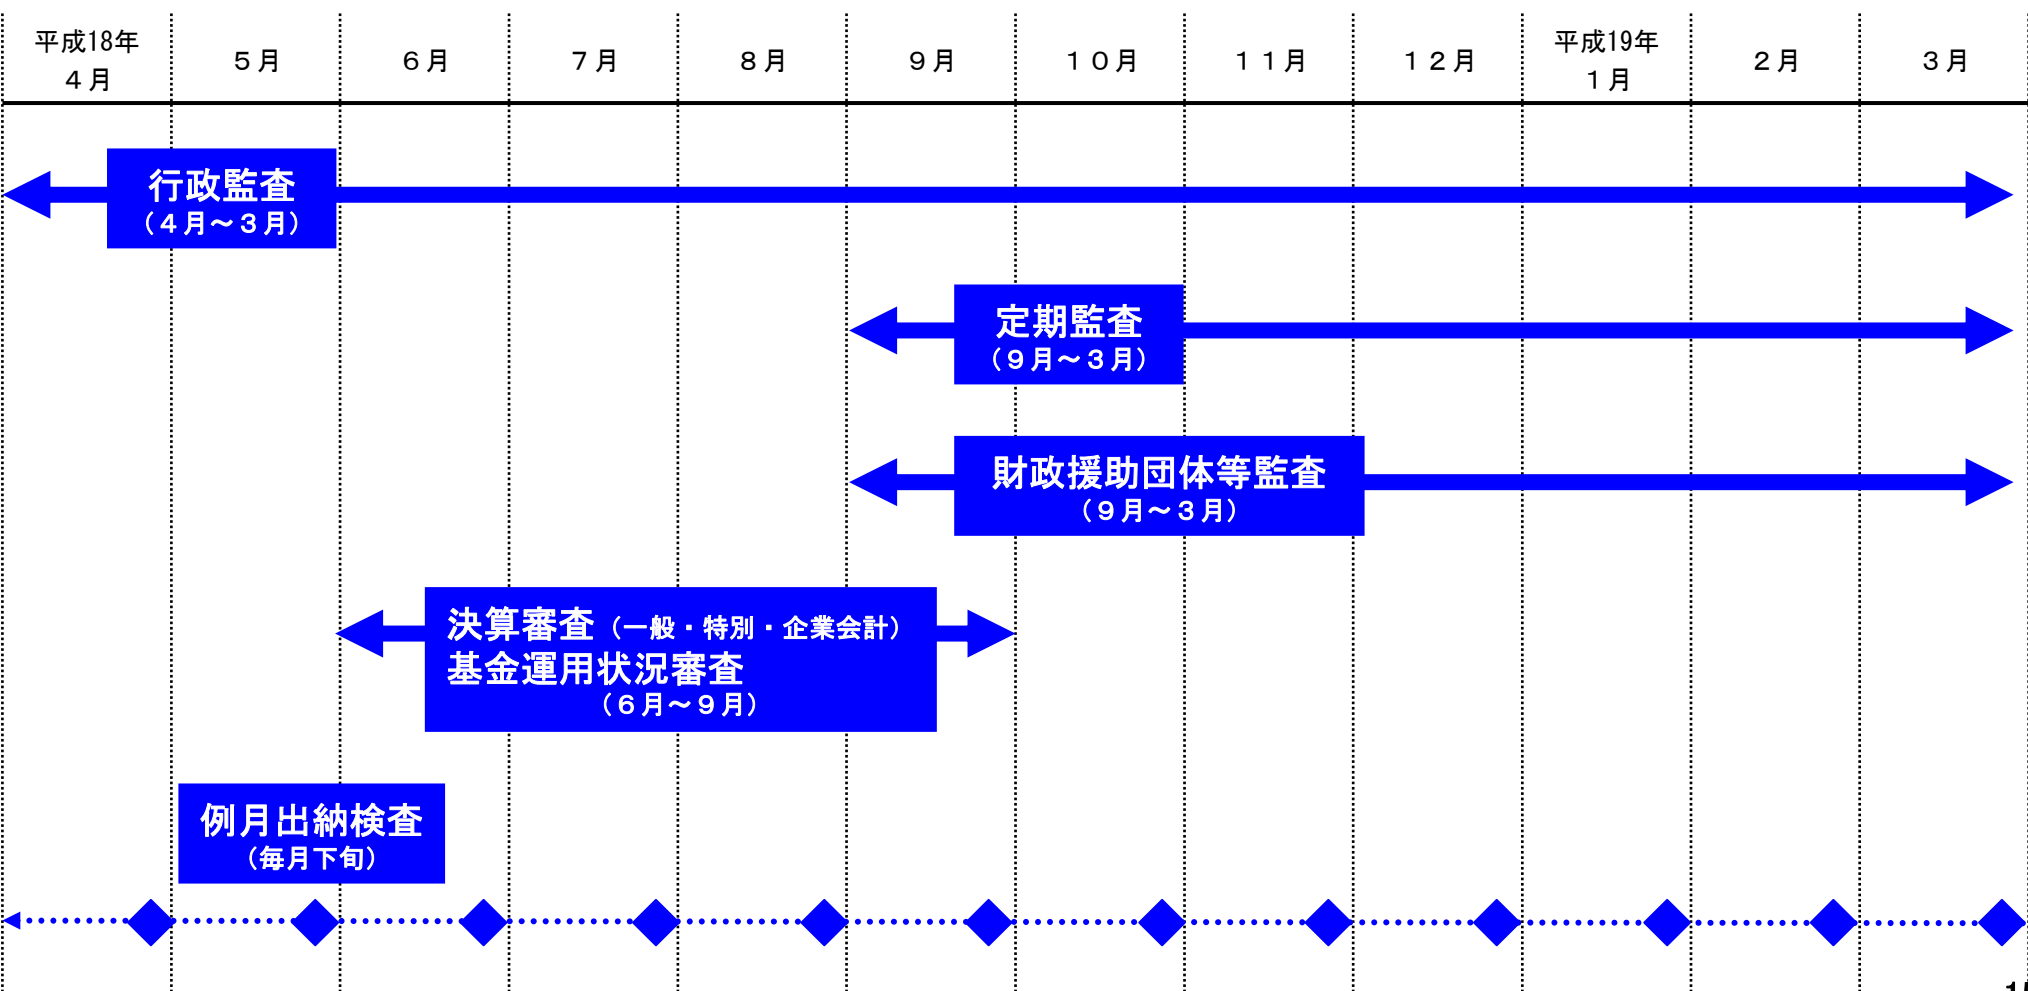 平成18年
４月
５月
６月
７月
８月
９月
１０月
１１月
１２月
平成19年
１月
２月
３月
行政監査
（４月～３月）
定期監査
（９月～３月）
財政援助団体等監査
（９月～３月）
決算審査（一般・特別・企業会計）
基金運用状況審査
（６月～９月）
例月出納検査
（毎月下旬）